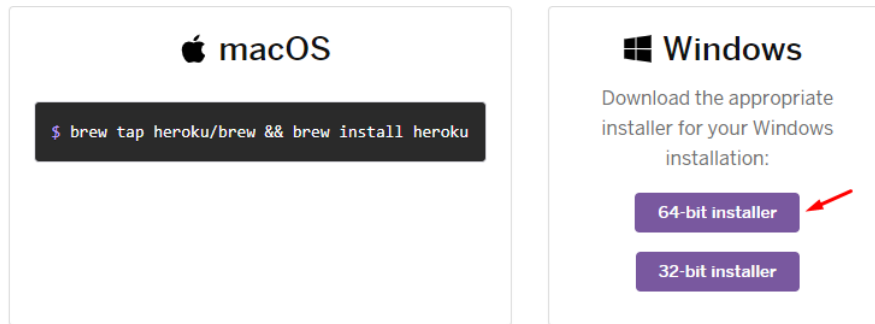 macOS
$ brew tap heroku/brew && brew install heroku
Windows
Download the appropriate
installer for your Windows
installation:
64-bit installer
32-bit installer